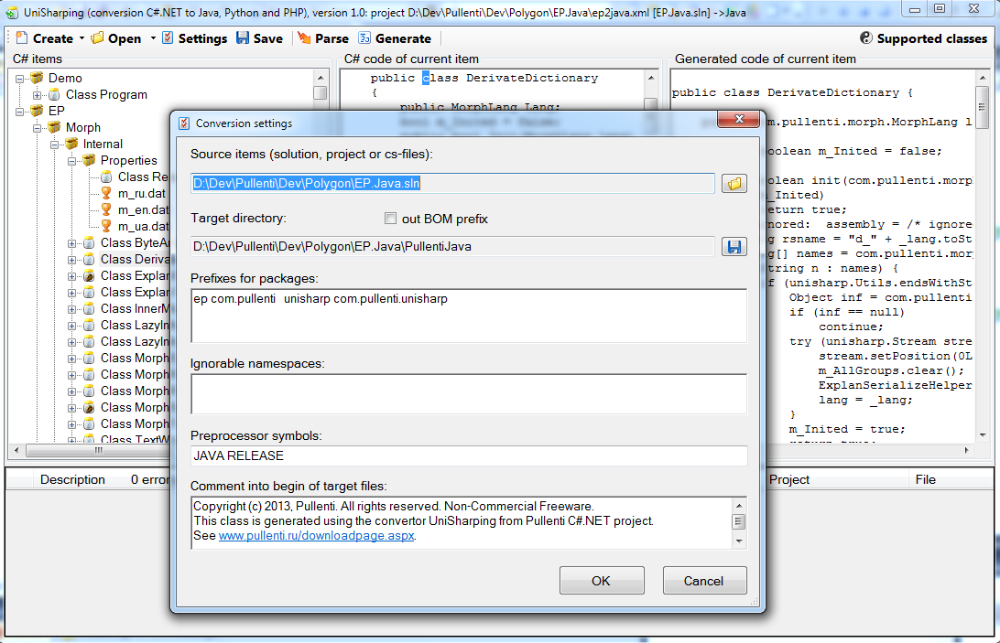 UniSharping (conversion C#.NET to Java, Python and PHP), version 1.0: project D:\Dev\Pullenti\Dev\Polygon\EP.Java\ep2java.xml [EP.Java.sln] ->Java
Create Open Settings Save Parse Generate Supported classes
C# items
Demo
Class Program
EP
Morph
Internal
Properties
Class Re
m_ru.dat
m_en.dat
m_ua.dat
Class ByteAr
Class Deriva
Class Explar
Class Explar
Class InnerM
Class LazyIn
Class LazyIn
Class Morph
Class Morph
Class Morph
Class Morph
Class Morph
Class TextW
C# code of current item
public class DerivateDictionary
{
public MorphLang Lang;
bool m_Inited = false;
Generated code of current item
public class DerivateDictionary {
m.pullenti.morph.MorphLang l
oolean m_Inited = false;
olean init(com.pullenti.morp
_Inited)
eturn true;
nored:  assembly = /* ignore
g rsname = "d_" + _lang.toSt
g[] names = com.pullenti.mor
tring n : names) {
f (unisharp.Utils.endsWithSt
Object inf = com.pullenti
if (inf == null)
continue;
try (unisharp.Stream stre
stream.setPosition(0L
m_AllGroups.clear();
ExplanSerializeHelper
lang = _lang;
}
m_Inited = true;
return true;
Conversion settings
Source items (solution, project or cs-files):
D:\Dev\Pullenti\Dev\Polygon\EP.Java.sln
Target directory:
out BOM prefix
D:\Dev\Pullenti\Dev\Polygon\EP.Java\PullentiJava
Prefixes for packages:
ep com.pullenti  unisharp com.pullenti.unisharp
Ignorable namespaces:
Preprocessor symbols:
JAVA RELEASE
Comment into begin of target files:
Copyright (c) 2013, Pullenti. All rights reserved. Non-Commercial Freeware.
This class is generated using the convertor UniSharping from Pullenti C#.NET project.
See www.pullenti.ru/downloadpage.aspx.
OK Cancel
Description 0 error Project File